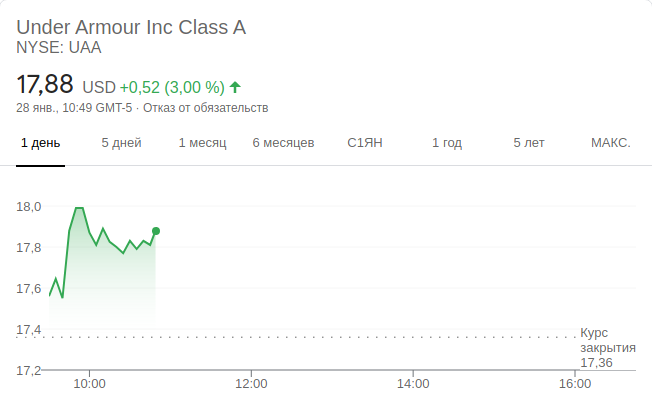 Under Armour Inc Class A
NYSE: UAA
17,88 USD +0,52 (3,00 %)
28 янв., 10:49 GMT-5 · Отказ от обязательств
1 день 5 дней 1 месяц 6 месяцев С1ЯН 1 год 5 лет МАКС.
18,0
17,8
17,6
17,4
Курс
закрытия
17,36
17,2
10:00 12:00 14:00 16:00